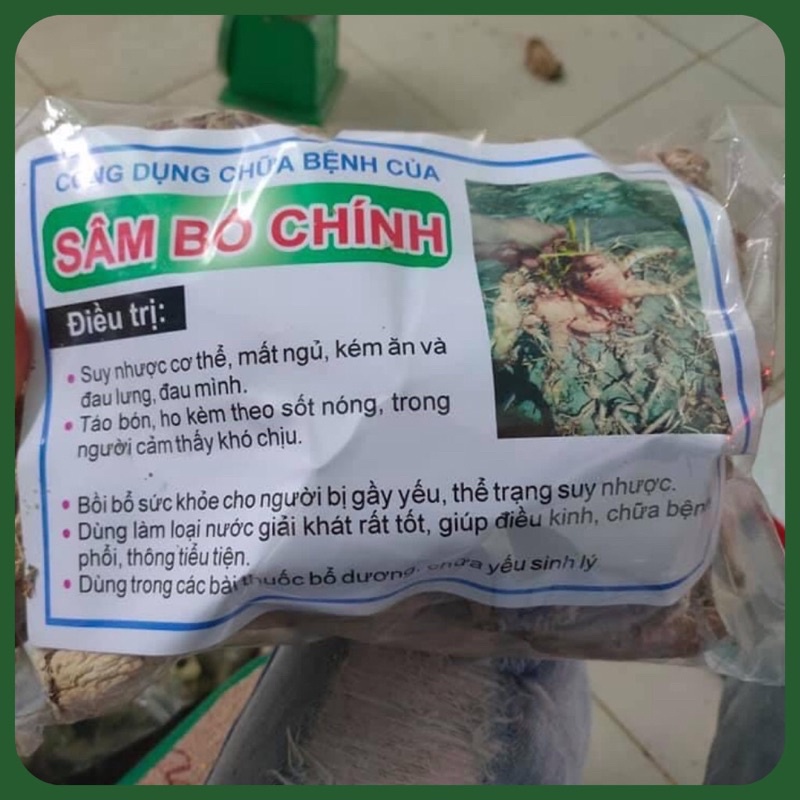 CÔNG DỤNG CHỮA BỆNH CỦA
SÂM BỐ CHÍNH
Điều trị:
• Suy nhược cơ thể, mất ngủ, kém ăn và
đau lưng, đau mình.
• Táo bón, ho kèm theo sốt nóng, trong
người cảm thấy khó chịu.
• Bồi bổ sức khỏe cho người bị gầy yếu, thể trạng suy nhược.
• Dùng làm loại nước giải khát rất tốt, giúp điều kinh, chữa bệnh
phổi, thông tiểu tiện.
• Dùng trong các bài thuốc bổ dương, chữa yếu sinh lý